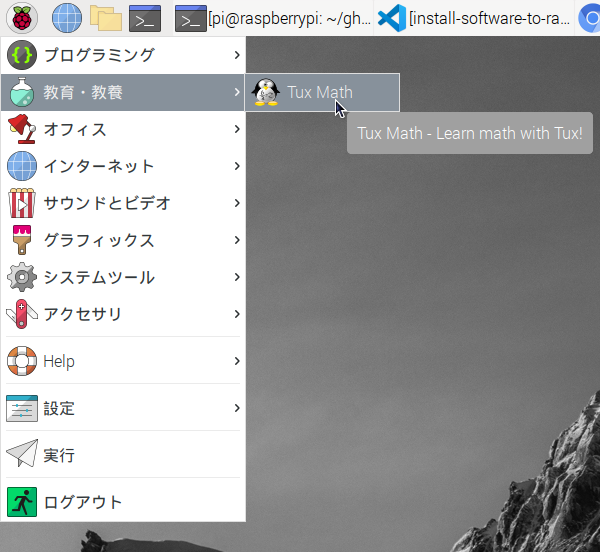 [pi@raspberrypi: ~/gh...
[install-software-to-ra...
プログラミング
教育・教養
Tux Math
オフィス
Tux Math - Learn math with Tux!
インターネット
サウンドとビデオ
グラフィックス
システムツール
アクセサリ
Help
設定
実行
ログアウト